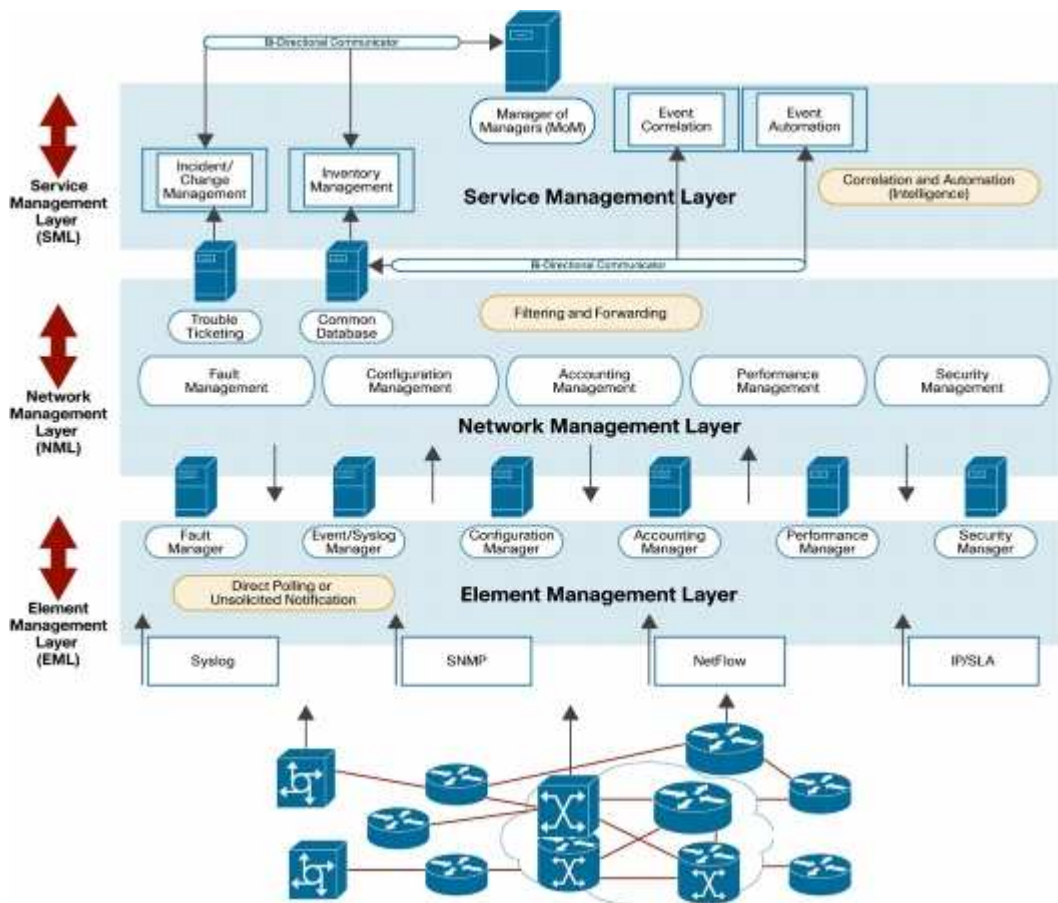 Bi-Directional Communicator
Manager of
Managers (MoM)
Event
Correlation
Event
Automation
Incident/
Change
Management
Inventory
Management
Service Management Layer
Correlation and Automation
(Intelligence)
Service
Management
Layer
(SML)
Bi-Directional Communicator
Trouble
Ticketing
Common
Database
Filtering and Forwarding
Fault
Management
Configuration
Management
Accounting
Management
Performance
Management
Security
Management
Network Management Layer
Network
Management
Layer
(NML)
Fault
Manager
Event/Syslog
Manager
Configuration
Manager
Accounting
Manager
Performance
Manager
Security
Manager
Direct Polling or
Unsolicited Notification
Element Management Layer
Element
Management
Layer
(EML)
Syslog
SNMP
NetFlow
IP/SLA